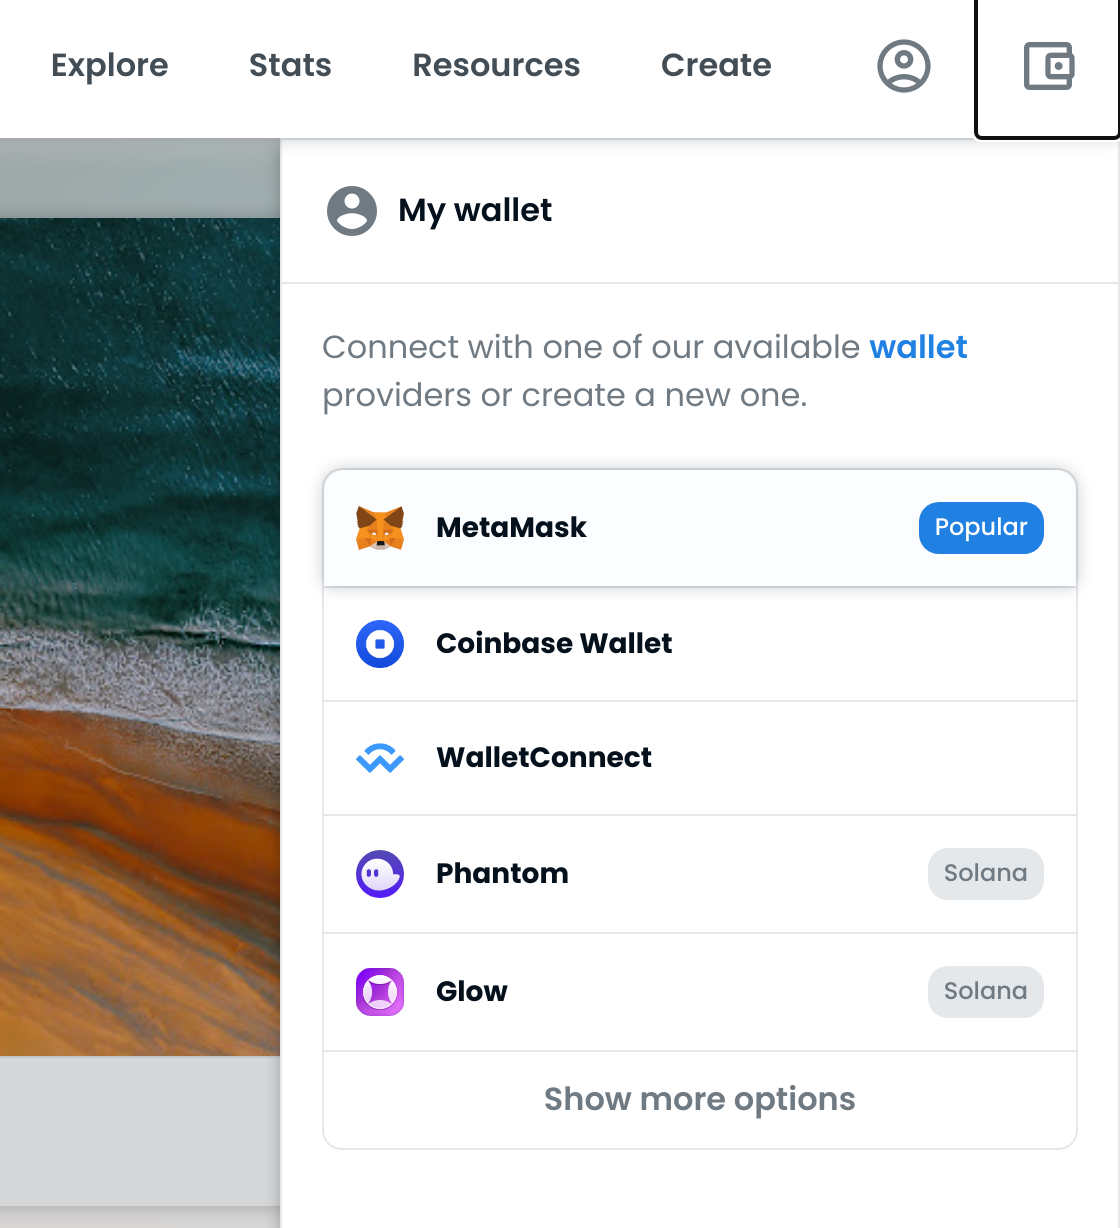 Explore Stats Resources Create
My wallet
Connect with one of our available wallet
providers or create a new one.
MetaMask Popular
Coinbase Wallet
WalletConnect
Phantom Solana
Glow Solana
Show more options